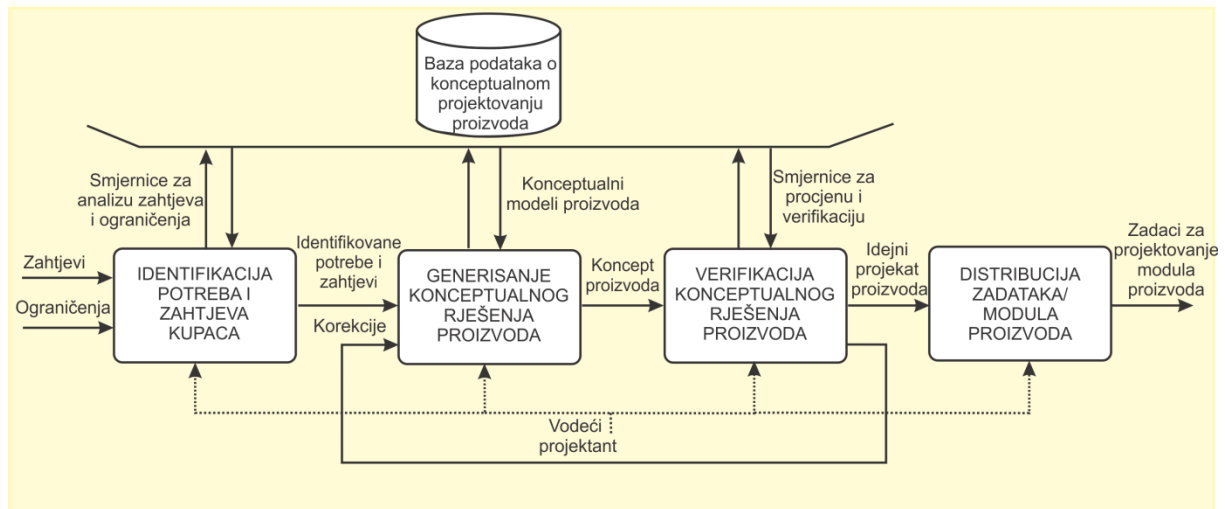 Baza podataka o
konceptualnom
projektovanju
proizvoda
Smjernice za
analizu zahtjeva
i ograničenja
Konceptualni
modeli proizvoda
Smjernice za
procjenu i
verifikaciju
Zahtjevi
Ograničenja
IDENTIFIKACIJA
POTREBA I
ZAHTJEVA
KUPACA
Identifikovane
potrebe i
zahtjevi
Korekcije
GENERISANJE
KONCEPTUALNOG
RJEŠENJA
PROIZVODA
Koncept
proizvoda
VERIFIKACIJA
KONCEPTUALNOG
RJEŠENJA
PROIZVODA
Idejni
projekat
proizvoda
DISTRIBUCIJA
ZADATAKA/
MODULA
PROIZVODA
Zadaci za
projektovanje
modula
proizvoda
Vodeći
projektant